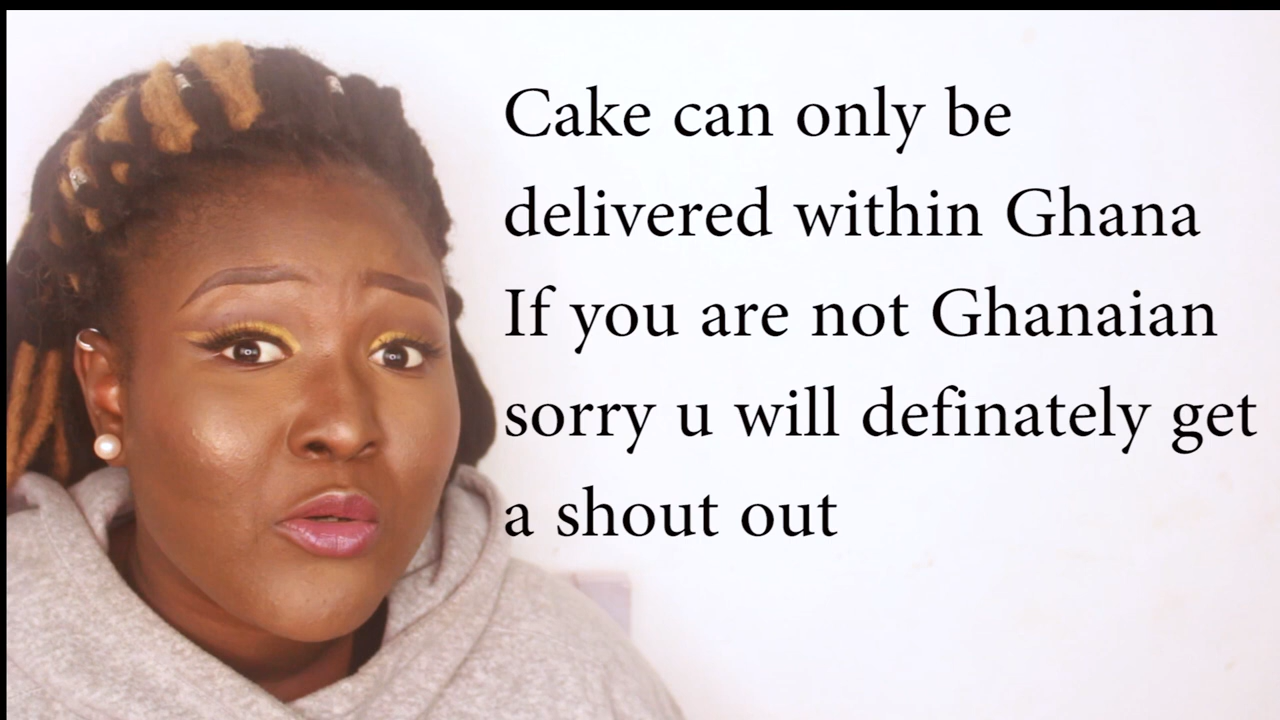 Cake can only be
delivered within Ghana
If you are not Ghanaian
sorry u will definately get
a shout out